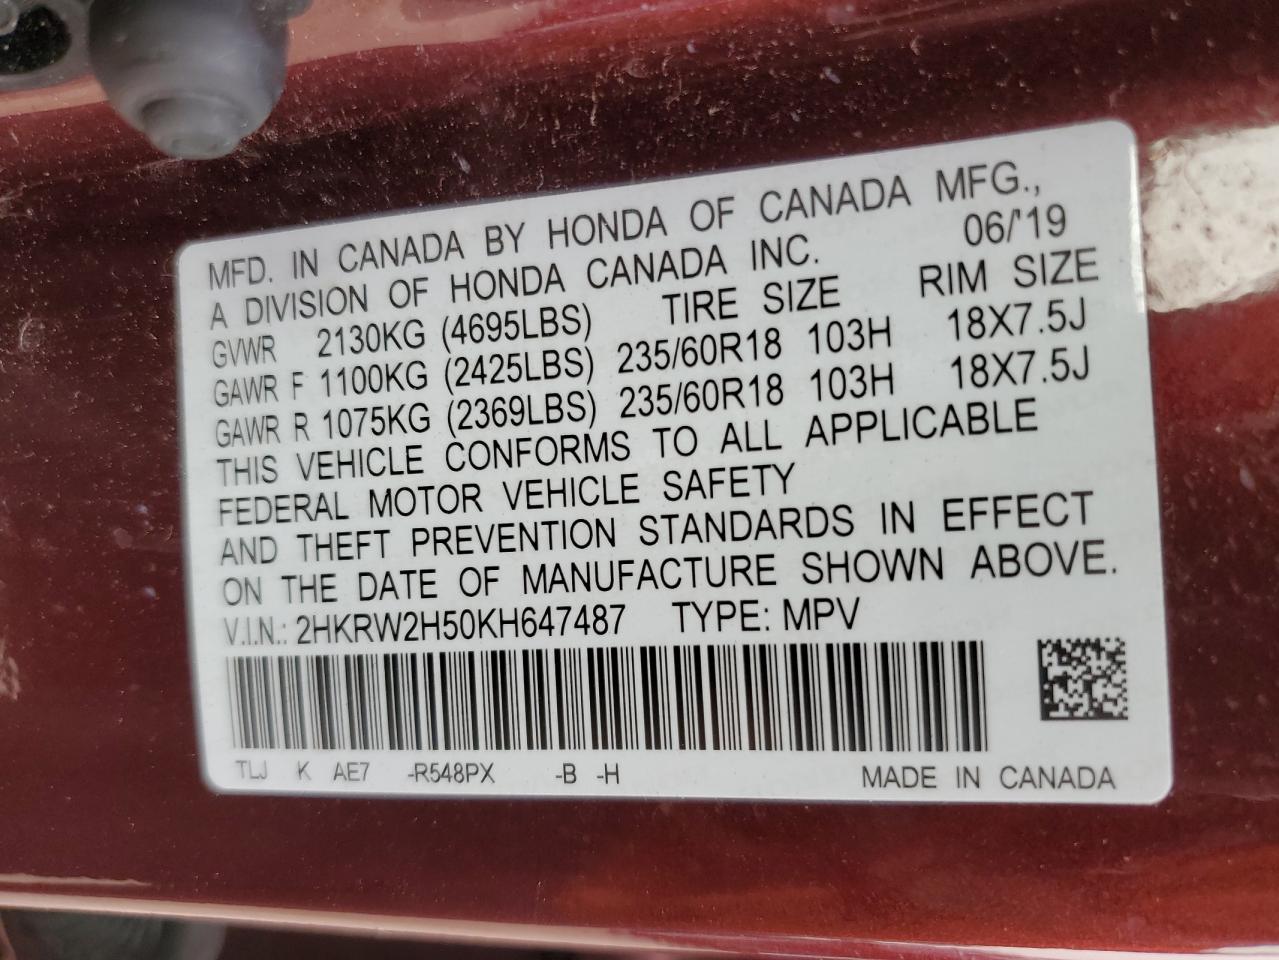 MFD. IN CANADA BY HONDA OF CANADA MFG.,
A DIVISION OF HONDA CANADA INC. 06/'19
GVWR 2130KG (4695LBS) TIRE SIZE RIM SIZE
GAWR F 1100KG (2425LBS) 235/60R18 103H 18X7.5J
GAWR R 1075KG (2369LBS) 235/60R18 103H 18X7.5J
THIS VEHICLE CONFORMS TO ALL APPLICABLE
FEDERAL MOTOR VEHICLE SAFETY
AND THEFT PREVENTION STANDARDS IN EFFECT
ON THE DATE OF MANUFACTURE SHOWN ABOVE.
V.I.N.: 2HKRW2H50KH647487 TYPE: MPV
TLJ K AE7 -R548PX -B -H MADE IN CANADA